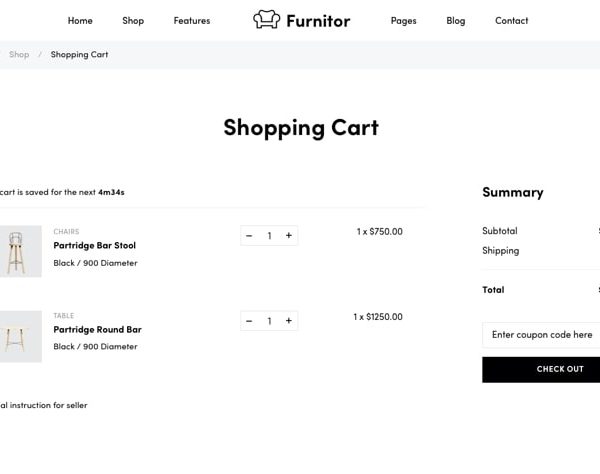 Home Shop Features Furnitor Pages Blog Contact
Shop / Shopping Cart
Shopping Cart
cart is saved for the next 4m34s
CHAIRS
Partridge Bar Stool
Black / 900 Diameter
− 1 +
1 x $750.00
TABLE
Partridge Round Bar
Black / 900 Diameter
− 1 +
1 x $1250.00
instruction for seller
Summary
Subtotal
Shipping
Total
Enter coupon code here
CHECK OUT